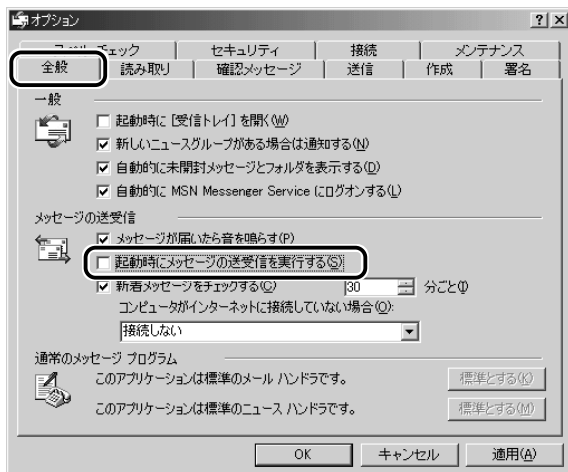 オプション
スペル チェック セキュリティ 接続 メンテナンス
全般 読み取り 確認メッセージ 送信 作成 署名
一般
起動時に [受信トレイ] を開く(W)
新しいニュースグループがある場合は通知する(N)
自動的に未開封メッセージとフォルダを表示する(D)
自動的に MSN Messenger Service にログオンする(L)
メッセージの送受信
メッセージが届いたら音を鳴らす(P)
起動時にメッセージの送受信を実行する(S)
新着メッセージをチェックする(C) 30 分ごと(I)
コンピュータがインターネットに接続していない場合(O):
接続しない
通常のメッセージ プログラム
このアプリケーションは標準のメール ハンドラです。 標準とする(K)
このアプリケーションは標準のニュース ハンドラです。 標準とする(M)
OK キャンセル 適用(A)